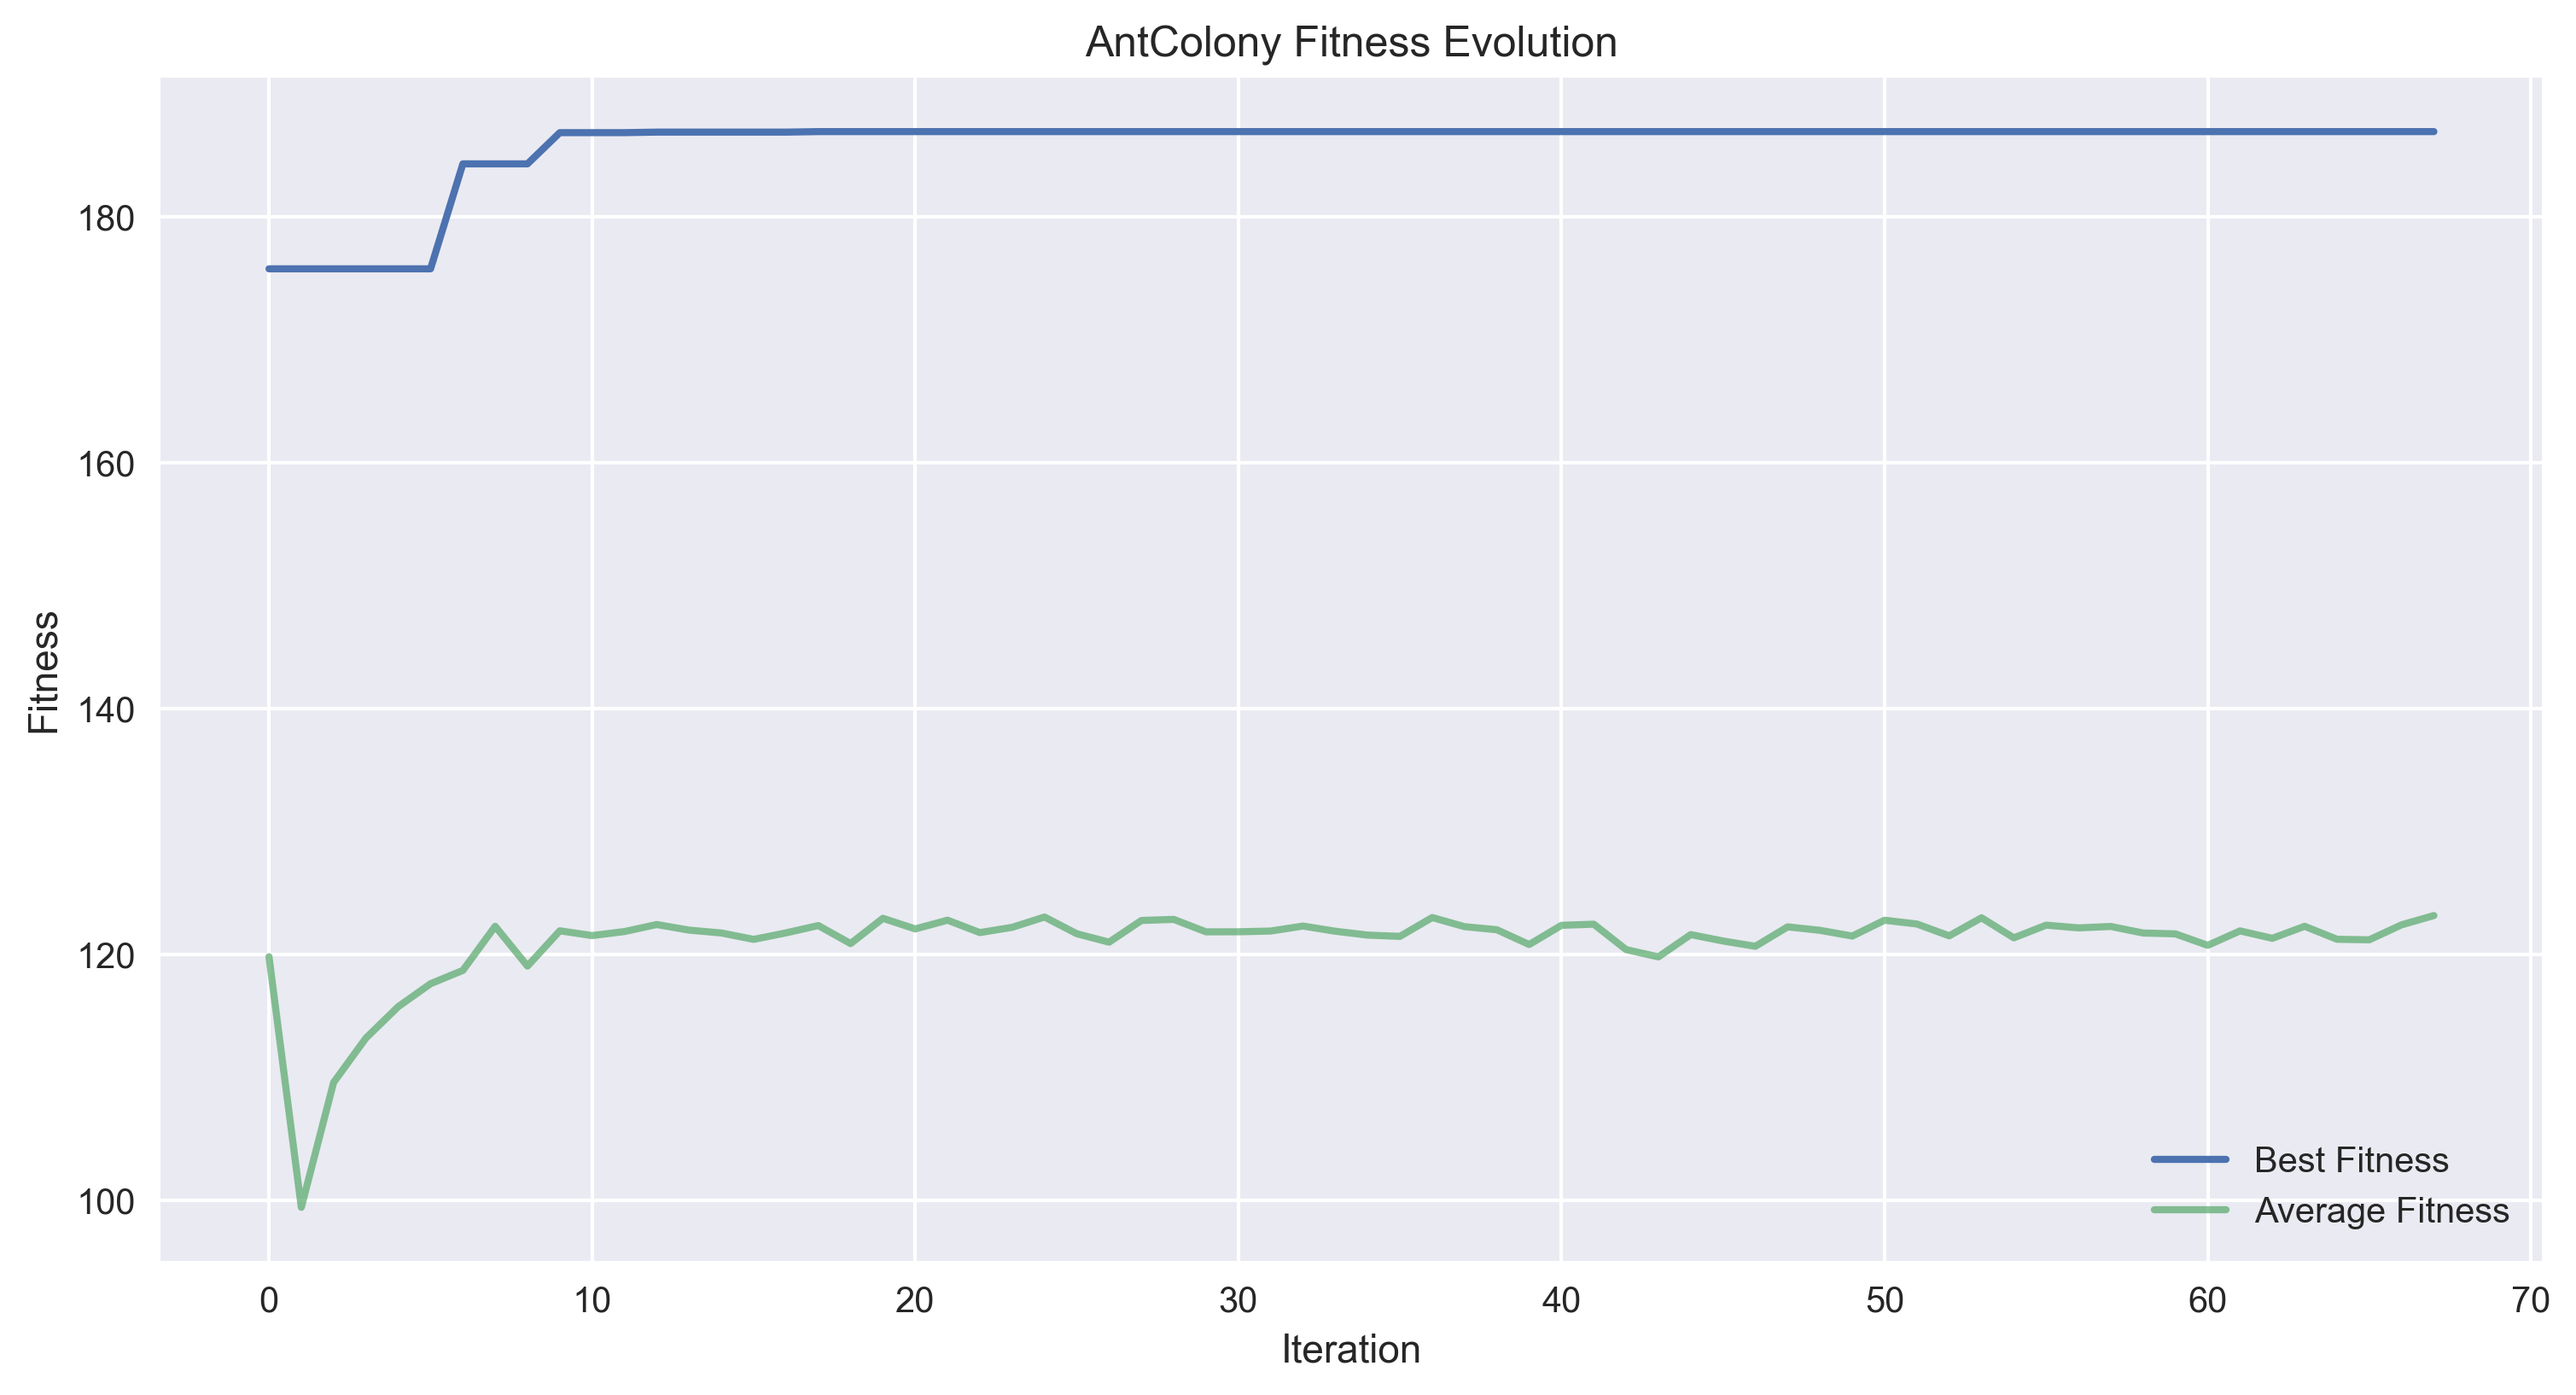 AntColony Fitness Evolution
Fitness
180
160
140
120
100
Best Fitness
Average Fitness
0 10 20 30 40 50 60 70
Iteration